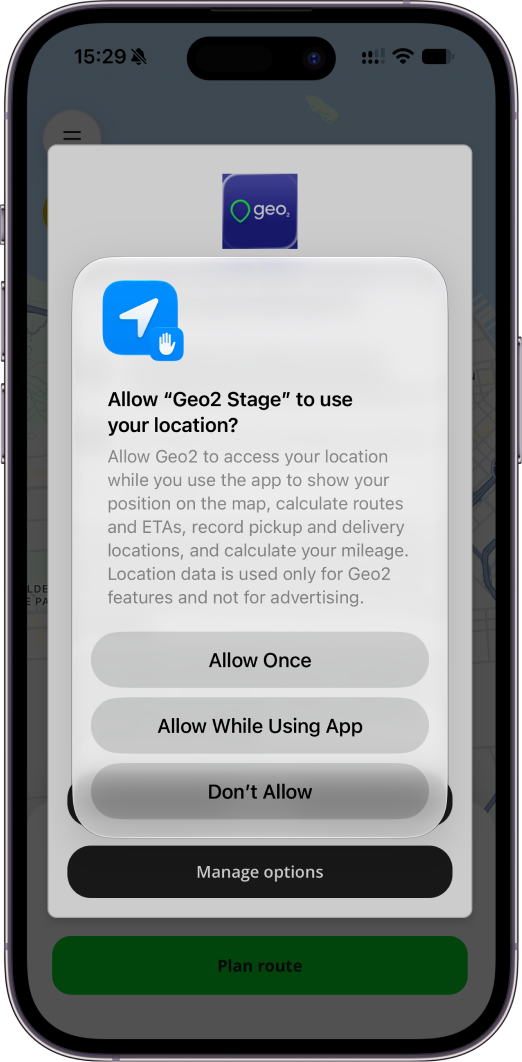 15:29
geo2
Allow “Geo2 Stage” to use
your location?
Allow Geo2 to access your location
while you use the app to show your
position on the map, calculate routes
and ETAs, record pickup and delivery
locations, and calculate your mileage.
Location data is used only for Geo2
features and not for advertising.
LDE
E PA
Allow Once
Allow While Using App
Don’t Allow
Manage options
Plan route